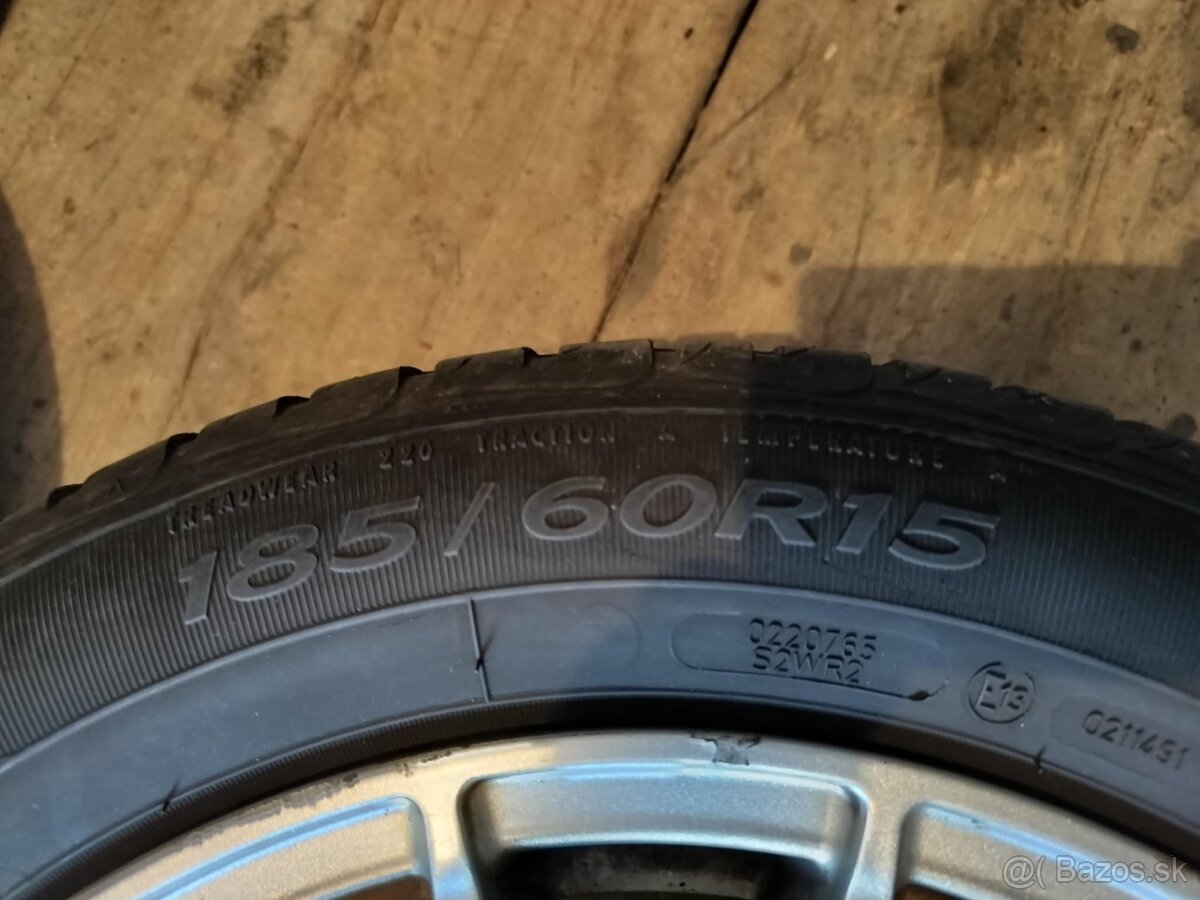 TREADWEAR 220 TRACTION A TEMPERATURE A
185/60R15
0220765
S2WR2
E13
0211491
Bazos.sk